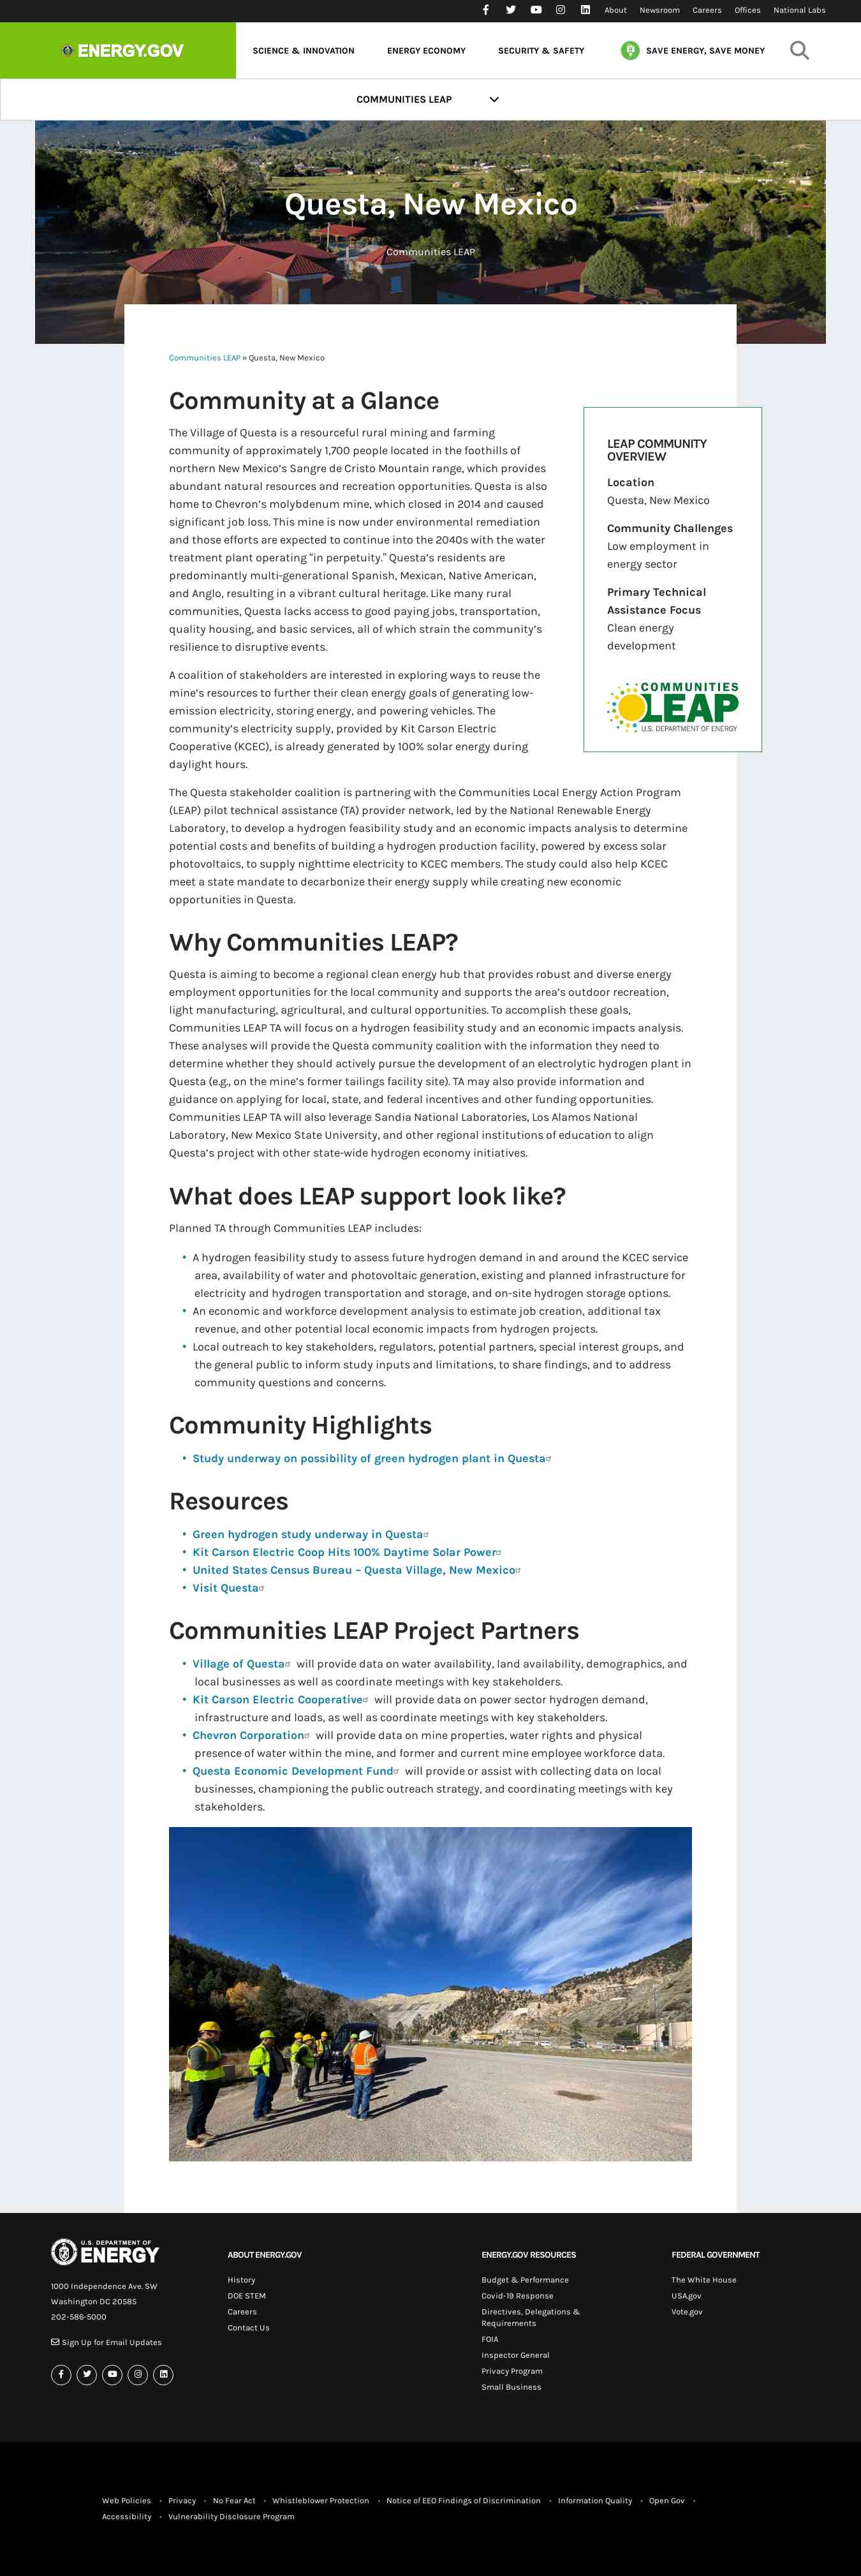 About Newsroom Careers Offices National Labs
ENERGY.GOV
SCIENCE & INNOVATION ENERGY ECONOMY SECURITY & SAFETY SAVE ENERGY, SAVE MONEY
COMMUNITIES LEAP
Questa, New Mexico
Communities LEAP
Communities LEAP » Questa, New Mexico
Community at a Glance
The Village of Questa is a resourceful rural mining and farming
community of approximately 1,700 people located in the foothills of
northern New Mexico's Sangre de Cristo Mountain range, which provides
abundant natural resources and recreation opportunities. Questa is also
home to Chevron's molybdenum mine, which closed in 2014 and caused
significant job loss. This mine is now under environmental remediation
and those efforts are expected to continue into the 2040s with the water
treatment plant operating "in perpetuity." Questa's residents are
predominantly multi-generational Spanish, Mexican, Native American,
and Anglo, resulting in a vibrant cultural heritage. Like many rural
communities, Questa lacks access to good paying jobs, transportation,
quality housing, and basic services, all of which strain the community's
resilience to disruptive events.
A coalition of stakeholders are interested in exploring ways to reuse the
mine's resources to further their clean energy goals of generating low-
emission electricity, storing energy, and powering vehicles. The
community's electricity supply, provided by Kit Carson Electric
Cooperative (KCEC), is already generated by 100% solar energy during
daylight hours.
LEAP COMMUNITY
OVERVIEW
Location
Questa, New Mexico
Community Challenges
Low employment in
energy sector
Primary Technical
Assistance Focus
Clean energy
development
COMMUNITIES
LEAP
U.S. DEPARTMENT OF ENERGY
The Questa stakeholder coalition is partnering with the Communities Local Energy Action Program
(LEAP) pilot technical assistance (TA) provider network, led by the National Renewable Energy
Laboratory, to develop a hydrogen feasibility study and an economic impacts analysis to determine
potential costs and benefits of building a hydrogen production facility, powered by excess solar
photovoltaics, to supply nighttime electricity to KCEC members. The study could also help KCEC
meet a state mandate to decarbonize their energy supply while creating new economic
opportunities in Questa.
Why Communities LEAP?
Questa is aiming to become a regional clean energy hub that provides robust and diverse energy
employment opportunities for the local community and supports the area's outdoor recreation,
light manufacturing, agricultural, and cultural opportunities. To accomplish these goals,
Communities LEAP TA will focus on a hydrogen feasibility study and an economic impacts analysis.
These analyses will provide the Questa community coalition with the information they need to
determine whether they should actively pursue the development of an electrolytic hydrogen plant in
Questa (e.g., on the mine's former tailings facility site). TA may also provide information and
guidance on applying for local, state, and federal incentives and other funding opportunities.
Communities LEAP TA will also leverage Sandia National Laboratories, Los Alamos National
Laboratory, New Mexico State University, and other regional institutions of education to align
Questa's project with other state-wide hydrogen economy initiatives.
What does LEAP support look like?
Planned TA through Communities LEAP includes:
• A hydrogen feasibility study to assess future hydrogen demand in and around the KCEC service
area, availability of water and photovoltaic generation, existing and planned infrastructure for
electricity and hydrogen transportation and storage, and on-site hydrogen storage options.
• An economic and workforce development analysis to estimate job creation, additional tax
revenue, and other potential local economic impacts from hydrogen projects.
• Local outreach to key stakeholders, regulators, potential partners, special interest groups, and
the general public to inform study inputs and limitations, to share findings, and to address
community questions and concerns.
Community Highlights
• Study underway on possibility of green hydrogen plant in Questa
Resources
• Green hydrogen study underway in Questa
• Kit Carson Electric Coop Hits 100% Daytime Solar Power
• United States Census Bureau – Questa Village, New Mexico
• Visit Questa
Communities LEAP Project Partners
• Village of Questa will provide data on water availability, land availability, demographics, and
local businesses as well as coordinate meetings with key stakeholders.
• Kit Carson Electric Cooperative will provide data on power sector hydrogen demand,
infrastructure and loads, as well as coordinate meetings with key stakeholders.
• Chevron Corporation will provide data on mine properties, water rights and physical
presence of water within the mine, and former and current mine employee workforce data.
• Questa Economic Development Fund will provide or assist with collecting data on local
businesses, championing the public outreach strategy, and coordinating meetings with key
stakeholders.
U.S. DEPARTMENT OF
ENERGY
1000 Independence Ave. SW
Washington DC 20585
202-586-5000
Sign Up for Email Updates
ABOUT ENERGY.GOV
History
DOE STEM
Careers
Contact Us
ENERGY.GOV RESOURCES
Budget & Performance
Covid-19 Response
Directives, Delegations &
Requirements
FOIA
Inspector General
Privacy Program
Small Business
FEDERAL GOVERNMENT
The White House
USA.gov
Vote.gov
Web Policies • Privacy • No Fear Act • Whistleblower Protection • Notice of EEO Findings of Discrimination • Information Quality • Open Gov •
Accessibility • Vulnerability Disclosure Program